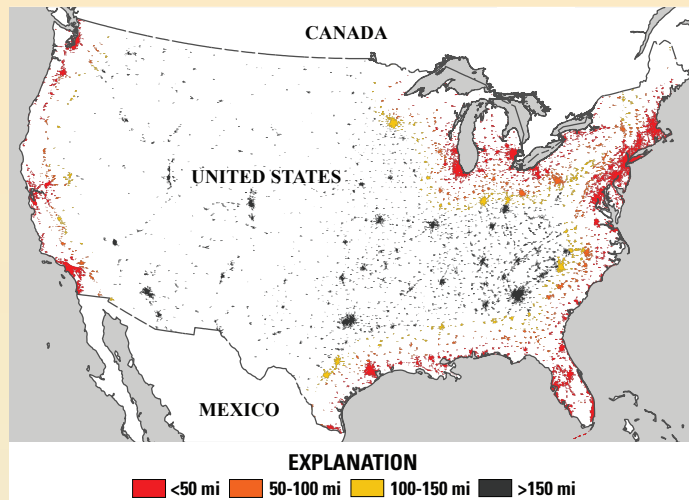 CANADA
UNITED STATES
MEXICO
EXPLANATION
<50 mi 50-100 mi 100-150 mi >150 mi